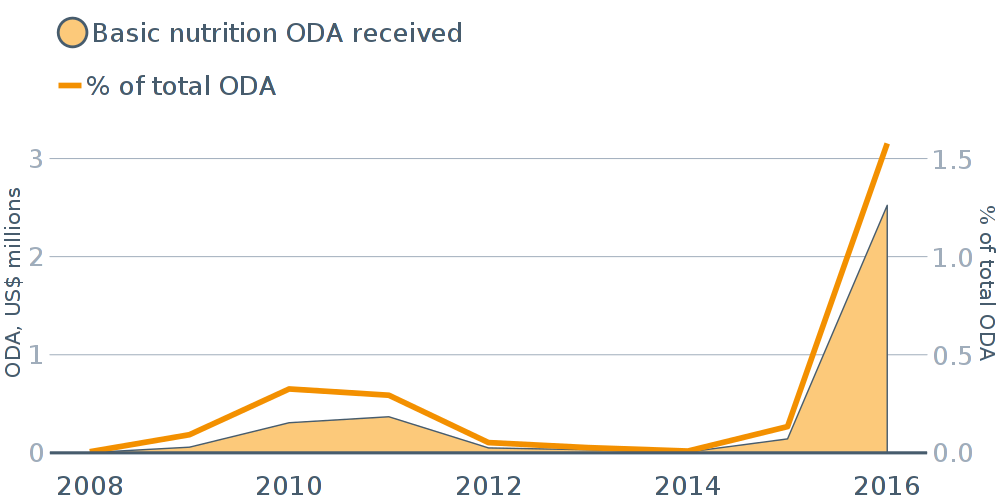 Basic nutrition ODA received
% of total ODA
ODA, US$ millions
3
2
1
0
1.5
1.0
0.5
0.0
% of total ODA
2008 2010 2012 2014 2016